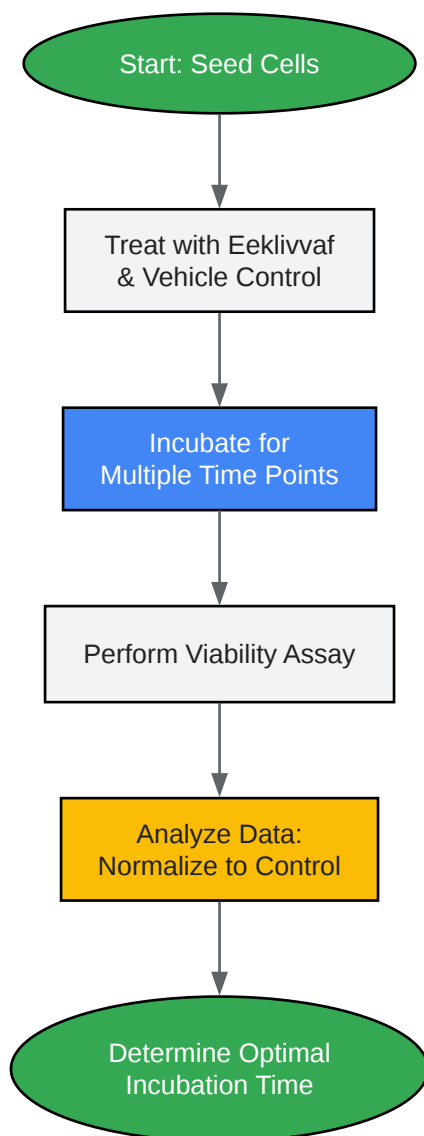 Start: Seed Cells
Treat with Eeklivvaf
& Vehicle Control
Incubate for
Multiple Time Points
Perform Viability Assay
Analyze Data:
Normalize to Control
Determine Optimal
Incubation Time